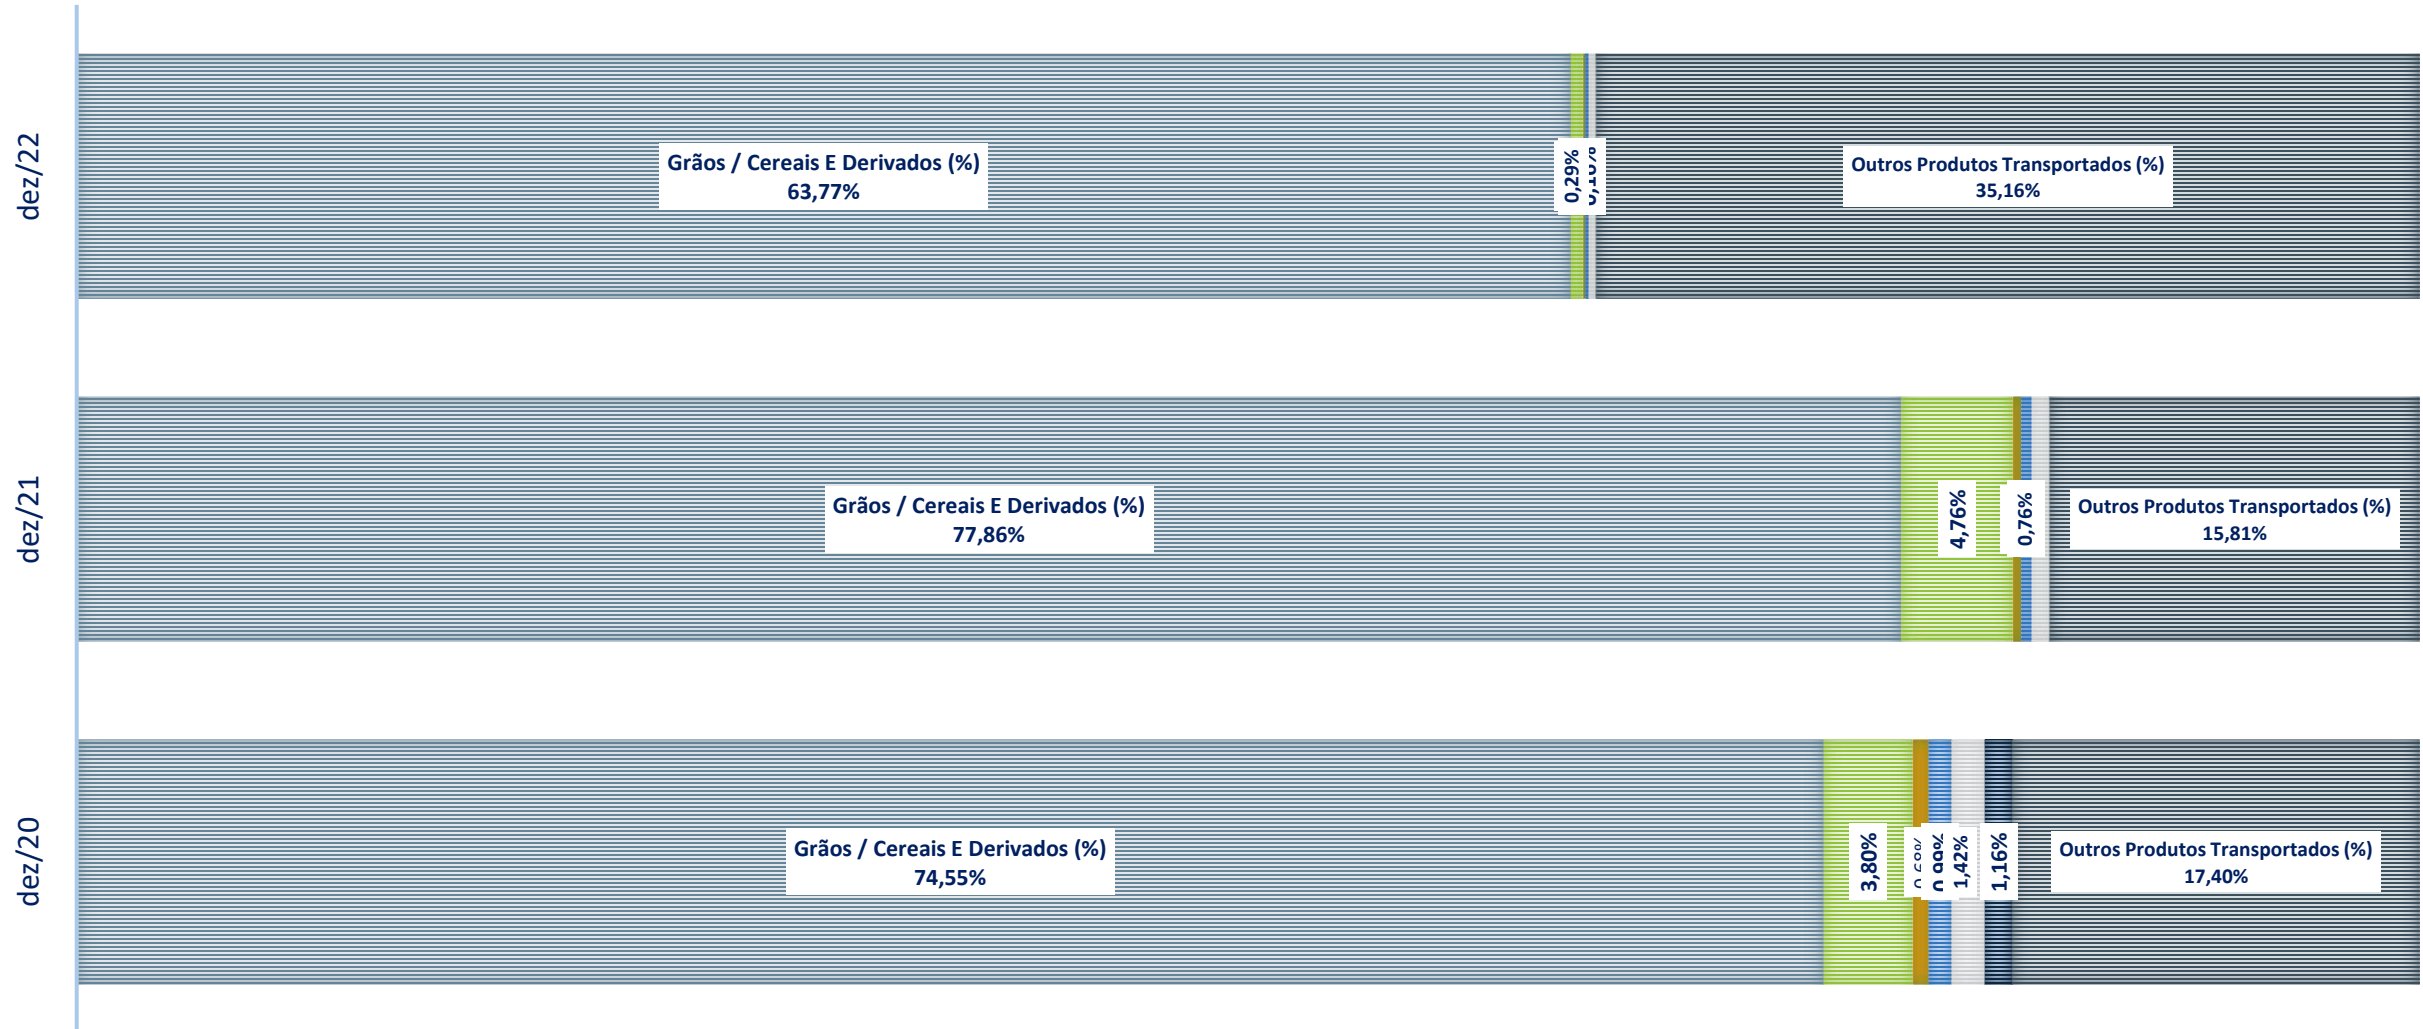 dez/22
Grãos / Cereais E Derivados (%)
63,77%
0,29%
Outros Produtos Transportados (%)
35,16%
dez/21
Grãos / Cereais E Derivados (%)
77,86%
4,76%
0,76%
Outros Produtos Transportados (%)
15,81%
dez/20
Grãos / Cereais E Derivados (%)
74,55%
3,80%
0,99%
1,42%
1,16%
Outros Produtos Transportados (%)
17,40%